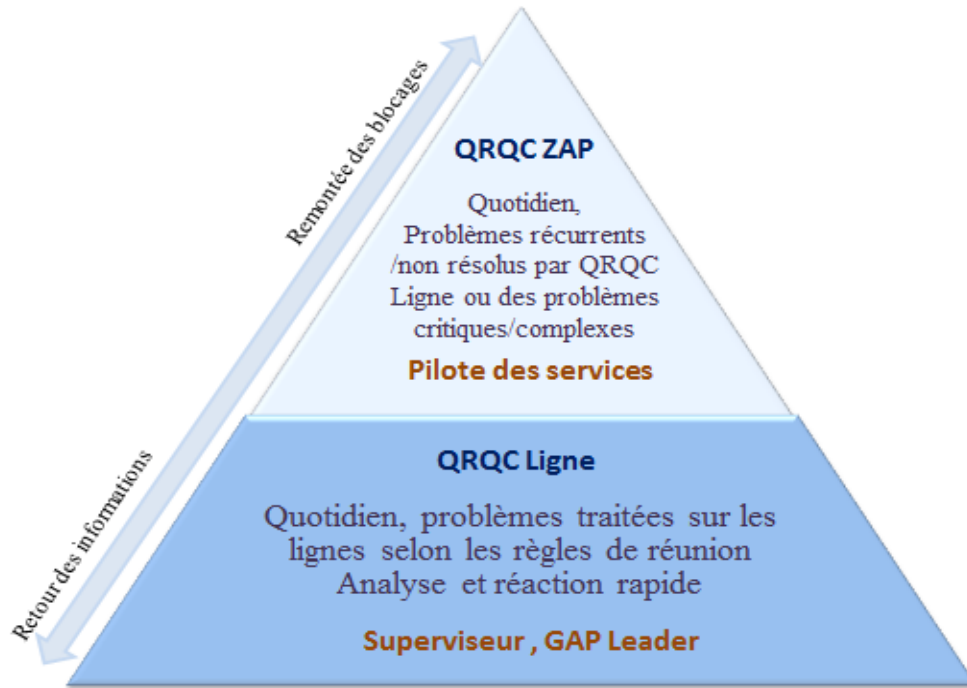 Remontée des blocages
Retour des informations
QRQC ZAP
Quotidien,
Problèmes récurrents
/non résolus par QRQC
Ligne ou des problèmes
critiques/complexes
Pilote des services
QRQC Ligne
Quotidien, problèmes traitées sur les
lignes selon les règles de réunion
Analyse et réaction rapide
Superviseur , GAP Leader